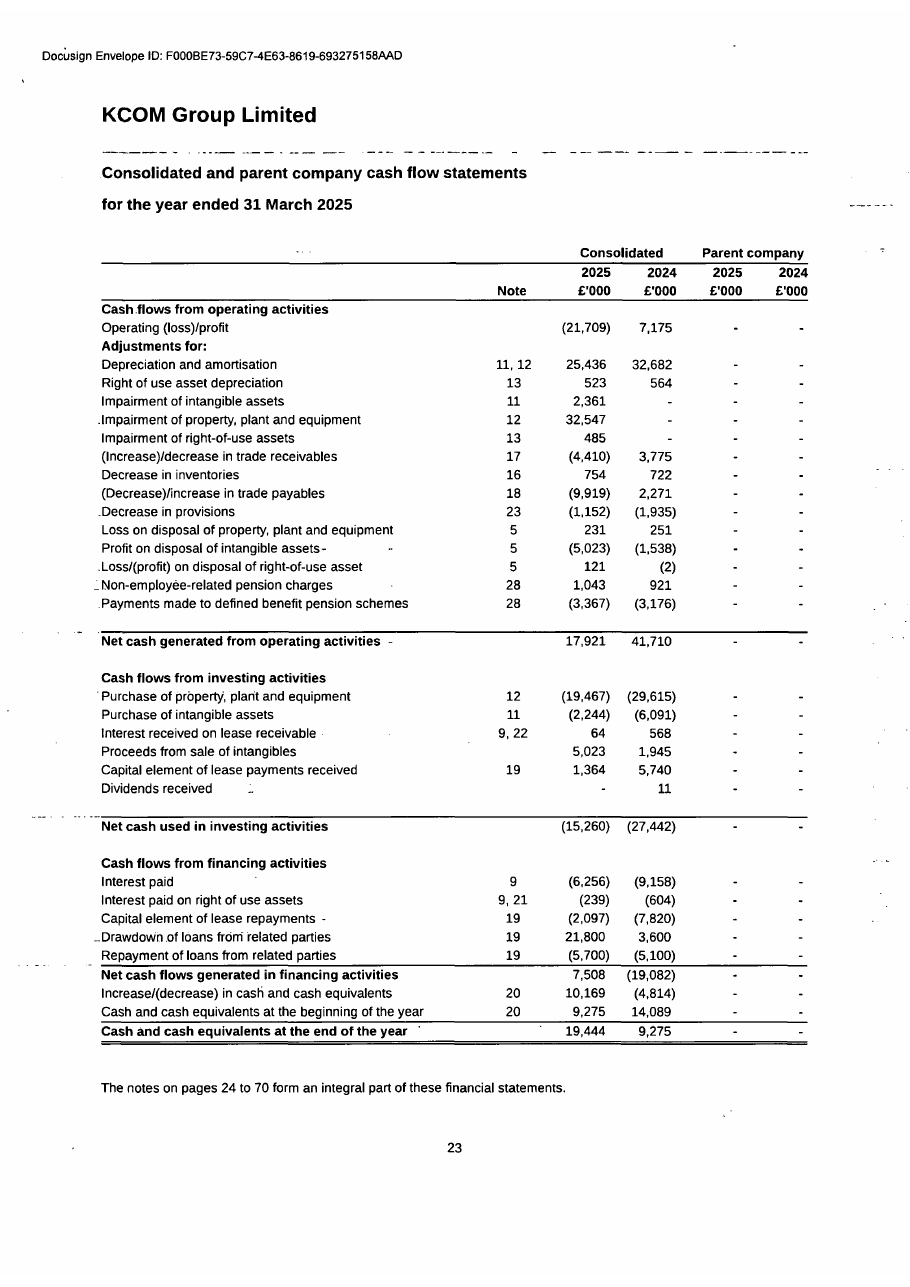 Docusign Envelope ID: F000BE73-59C7-4E63-8619-693275158AAD
KCOM Group Limited
Consolidated and parent company cash flow statements
for the year ended 31 March 2025
Consolidated Parent company
2025 2024 2025 2024
Note £'000 £'000 £'000 £'000
Cash flows from operating activities
Operating (loss)/profit (21,709) 7,175 - -
Adjustments for:
Depreciation and amortisation 11, 12 25,436 32,682 - -
Right of use asset depreciation 13 523 564 - -
Impairment of intangible assets 11 2,361 - - -
Impairment of property, plant and equipment 12 32,547 - - -
Impairment of right-of-use assets 13 485 - - -
(Increase)/decrease in trade receivables 17 (4,410) 3,775 - -
Decrease in inventories 16 754 722 - -
(Decrease)/increase in trade payables 18 (9,919) 2,271 - -
Decrease in provisions 23 (1,152) (1,935) - -
Loss on disposal of property, plant and equipment 5 231 251 - -
Profit on disposal of intangible assets 5 (5,023) (1,538) - -
Loss/(profit) on disposal of right-of-use asset 5 121 (2) - -
Non-employee-related pension charges 28 1,043 921 - -
Payments made to defined benefit pension schemes 28 (3,367) (3,176) - -
Net cash generated from operating activities 17,921 41,710 - -
Cash flows from investing activities
Purchase of property, plant and equipment 12 (19,467) (29,615) - -
Purchase of intangible assets 11 (2,244) (6,091) - -
Interest received on lease receivable 9, 22 64 568 - -
Proceeds from sale of intangibles 5,023 1,945 - -
Capital element of lease payments received 19 1,364 5,740 - -
Dividends received - 11 - -
Net cash used in investing activities (15,260) (27,442) - -
Cash flows from financing activities
Interest paid 9 (6,256) (9,158) - -
Interest paid on right of use assets 9, 21 (239) (604) - -
Capital element of lease repayments 19 (2,097) (7,820) - -
Drawdown of loans from related parties 19 21,800 3,600 - -
Repayment of loans from related parties 19 (5,700) (5,100) - -
Net cash flows generated in financing activities 7,508 (19,082) - -
Increase/(decrease) in cash and cash equivalents 20 10,169 (4,814) - -
Cash and cash equivalents at the beginning of the year 20 9,275 14,089 - -
Cash and cash equivalents at the end of the year 19,444 9,275 - -
The notes on pages 24 to 70 form an integral part of these financial statements.
23